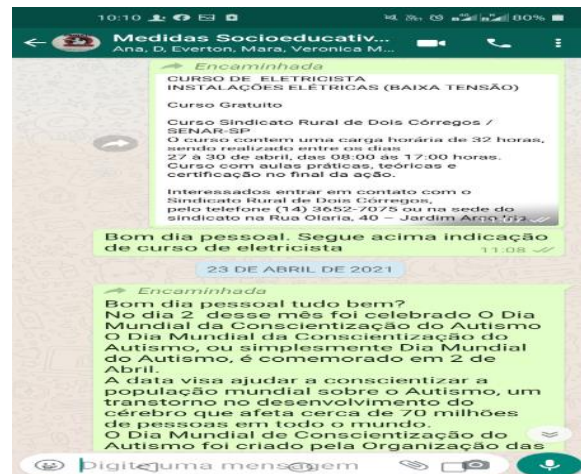 10:10 80%
Medidas Socioeducativ...
Ana, D, Everton, Mara, Veronica M...
Encaminhada
CURSO DE ELETRICISTA
INSTALAÇÕES ELÉTRICAS (BAIXA TENSÃO)
Curso Gratuito
Curso Sindicato Rural de Dois Córregos /
SENAR-SP
O curso contem uma carga horária de 32 horas,
sendo realizado entre os dias
27 à 30 de abril, das 08:00 às 17:00 horas.
Curso com aulas práticas, teóricas e
certificação no final da ação.
Interessados entrar em contato com o
Sindicato Rural de Dois Córregos,
pelo telefone (14) 3652-7075 ou na sede do
sindicato na Rua Olaria, 40 – Jardim
Bom dia pessoal. Segue acima indicação
de curso de eletricista
11:08
23 DE ABRIL DE 2021
Encaminhada
Bom dia pessoal tudo bem?
No dia 2 desse mês foi celebrado O Dia
Mundial da Conscientização do Autismo
O Dia Mundial da Conscientização do
Autismo, ou simplesmente Dia Mundial
do Autismo, é comemorado em 2 de
Abril.
A data visa ajudar a conscientizar a
população mundial sobre o Autismo, um
transtorno no desenvolvimento do
cérebro que afeta cerca de 70 milhões
de pessoas em todo o mundo.
O Dia Mundial de Conscientização do
Autismo foi criado pela Organização das
Digite uma mensagem